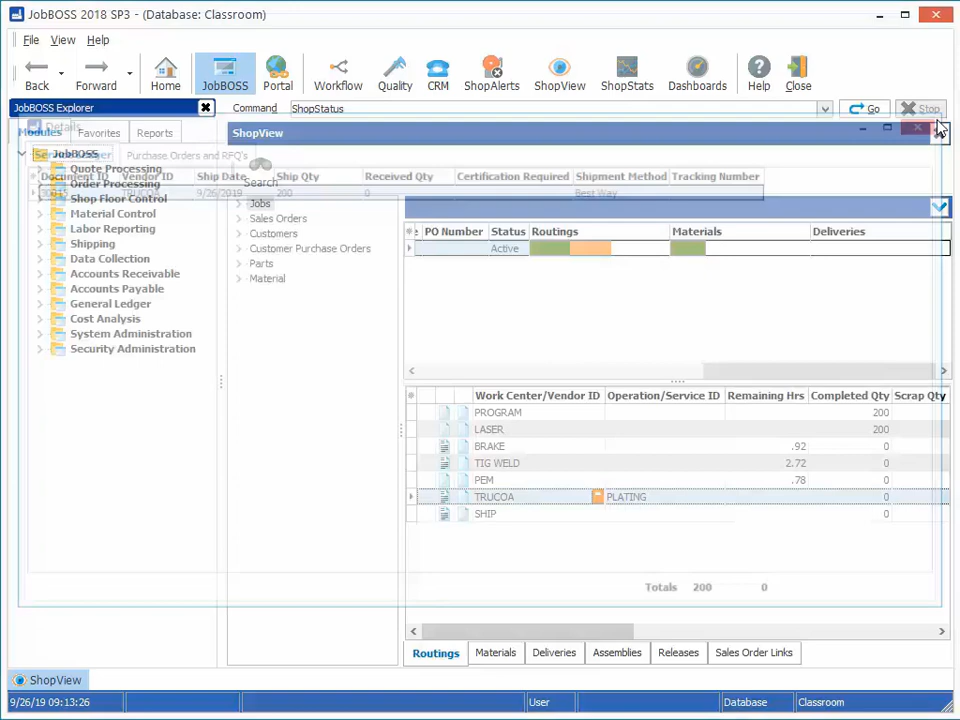 JobBOSS 2018 SP3 - (Database: Classroom)
File View Help
Back Forward Home JobBOSS Portal Workflow Quality CRM ShopAlerts ShopView ShopStats Dashboards Help Close
JobBOSS Explorer
Command ShopStatus Go Stop
Details
Modules Favorites Reports
ShopView
JobBOSS
Purchase Orders and RFQ's
Quote Processing
Order Processing
Shop Floor Control
Material Control
Labor Reporting
Shipping
Data Collection
Accounts Receivable
Accounts Payable
General Ledger
Cost Analysis
System Administration
Security Administration
Document ID Vendor ID Ship Date Ship Qty Received Qty Certification Required Shipment Method Tracking Number
TRUCOA 9/26/2019 200 0 Best Way
Search
Jobs
Sales Orders
Customers
Customer Purchase Orders
Parts
Material
PO Number Status Routings Materials Deliveries
Active
Work Center/Vendor ID Operation/Service ID Remaining Hrs Completed Qty Scrap Qty
PROGRAM 200
LASER 200
BRAKE .92 0
TIG WELD 2.72 0
PEM .78 0
TRUCOA PLATING 0
SHIP 0
Totals 200 0
Routings Materials Deliveries Assemblies Releases Sales Order Links
ShopView
9/26/19 09:13:26 User Database Classroom